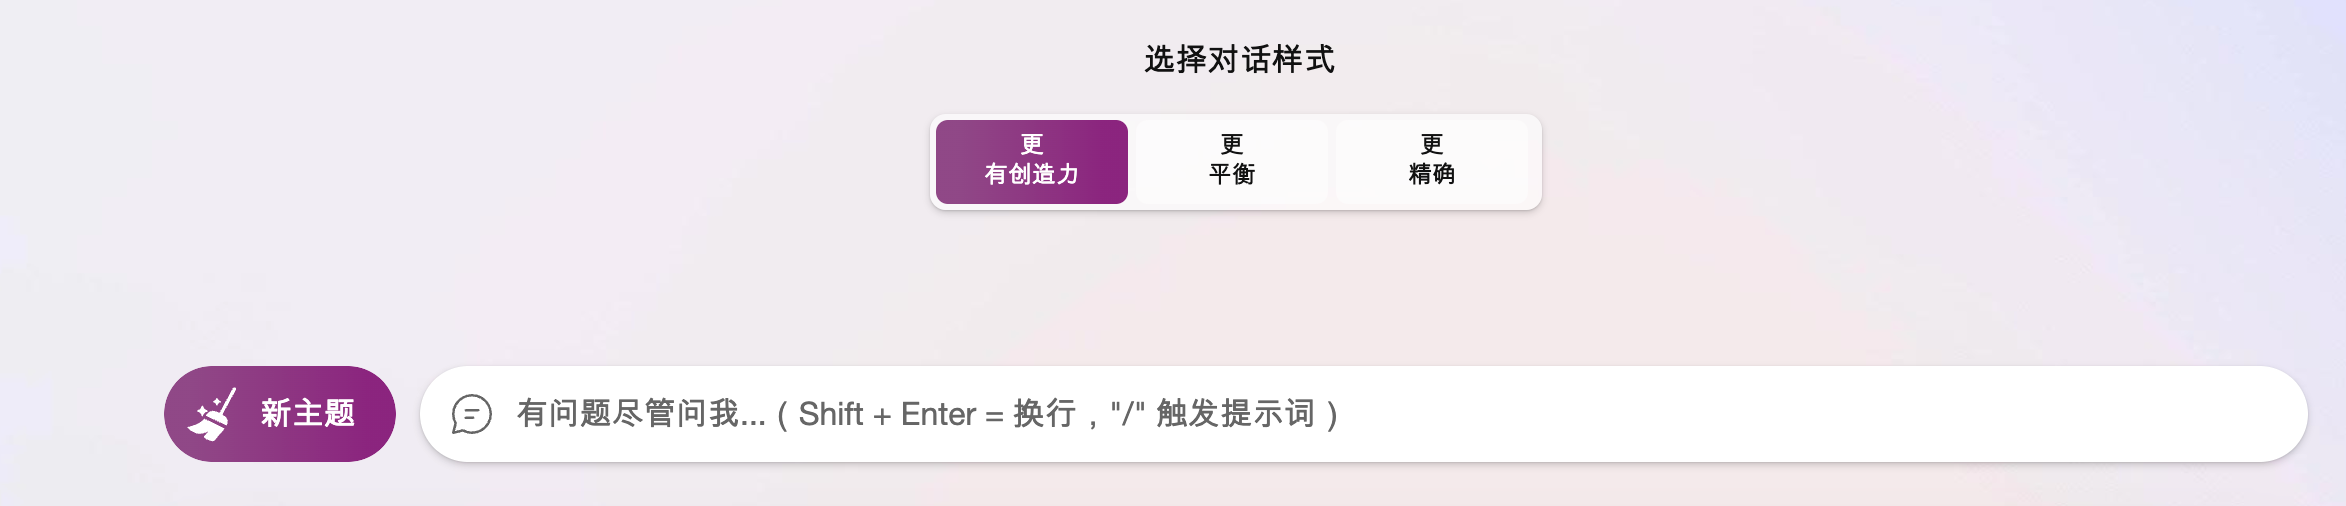 选择对话样式
更
有创造力
更
平衡
更
精确
新主题
有问题尽管问我...（Shift + Enter = 换行，"/" 触发提示词）